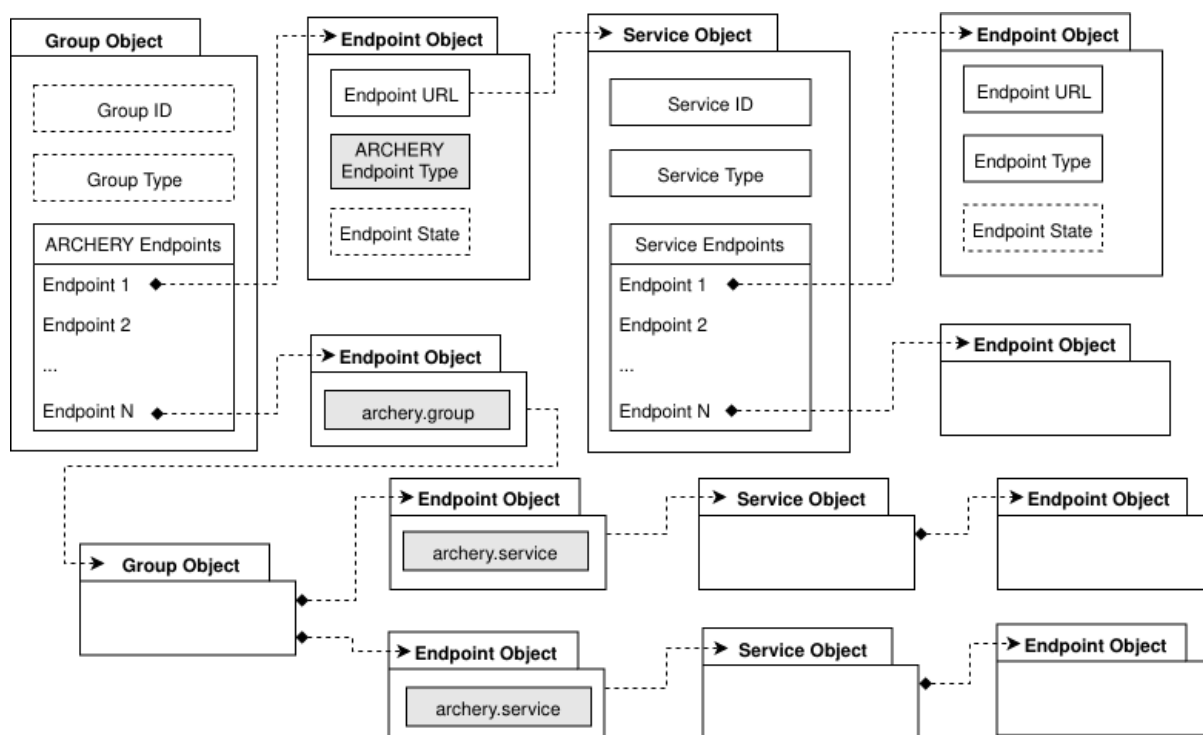 Group Object
Group ID
Group Type
ARCHERY Endpoints
Endpoint 1
Endpoint 2
...
Endpoint N
Endpoint Object
Endpoint URL
ARCHERY
Endpoint Type
Endpoint State
Endpoint Object
archery.group
Service Object
Service ID
Service Type
Service Endpoints
Endpoint 1
Endpoint 2
...
Endpoint N
Endpoint Object
Endpoint URL
Endpoint Type
Endpoint State
Endpoint Object
Group Object
Endpoint Object
archery.service
Service Object
Endpoint Object
Endpoint Object
archery.service
Service Object
Endpoint Object